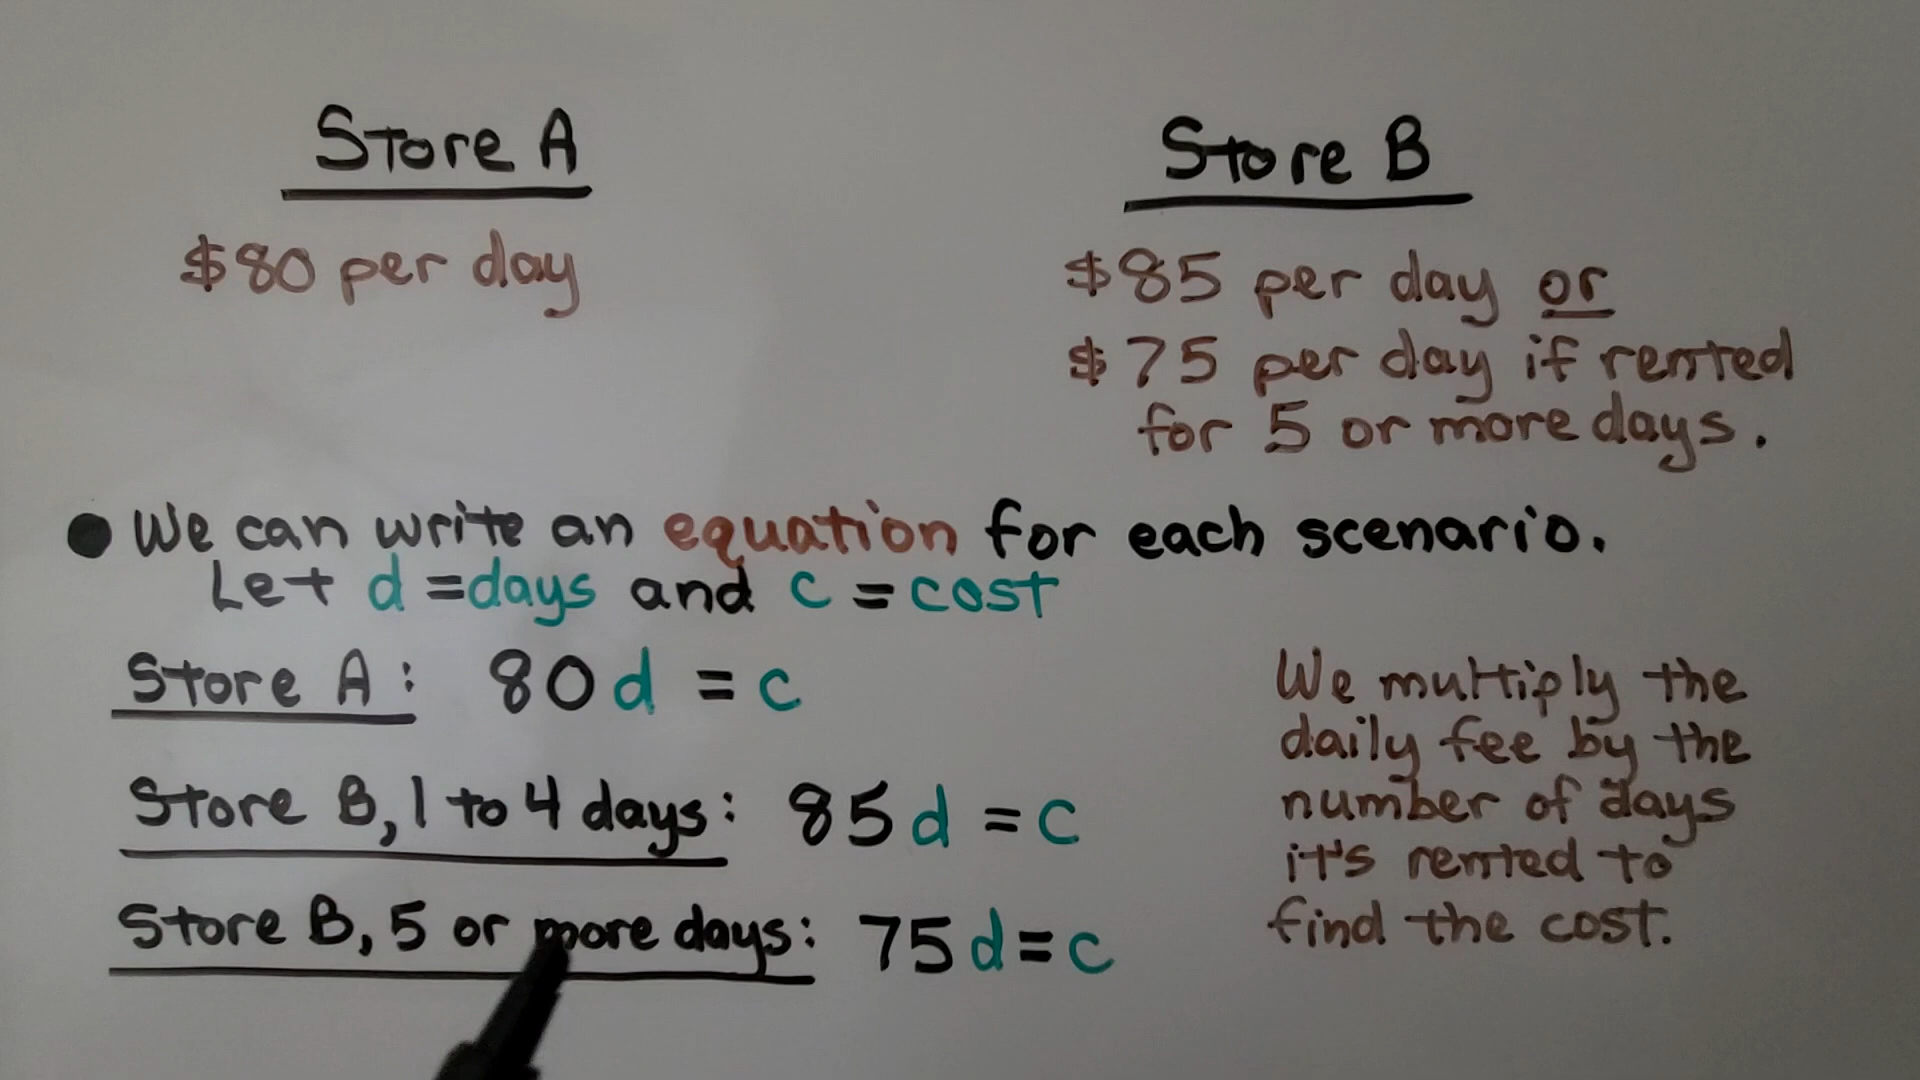 Store A
$80 per day
Store B
$85 per day or
$75 per day if rented
for 5 or more days.
● We can write an equation for each scenario.
Let d = days and c = cost
Store A: 80d = c
Store B, 1 to 4 days: 85d = c
Store B, 5 or more days: 75d = c
We multiply the
daily fee by the
number of days
it's rented to
find the cost.